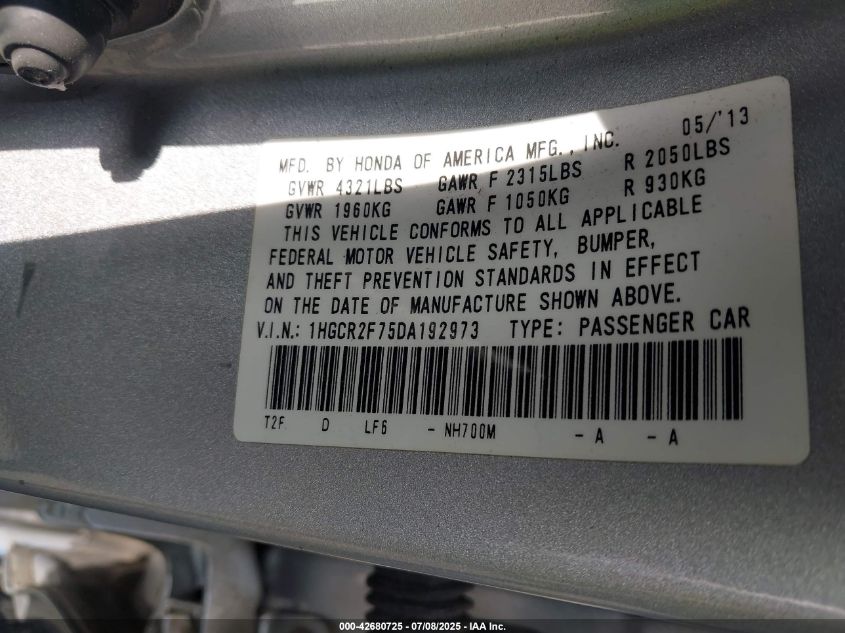 05/'13
MFD. BY HONDA OF AMERICA MFG., INC.
GVWR 4321LBS GAWR F 2315LBS R 2050LBS
GVWR 1960KG GAWR F 1050KG R 930KG
THIS VEHICLE CONFORMS TO ALL APPLICABLE
FEDERAL MOTOR VEHICLE SAFETY, BUMPER,
AND THEFT PREVENTION STANDARDS IN EFFECT
ON THE DATE OF MANUFACTURE SHOWN ABOVE.
V.I.N.: 1HGCR2F75DA192973 TYPE: PASSENGER CAR
T2F D LF6 - NH700M - A - A
000-42680725 - 07/08/2025 - IAA Inc.